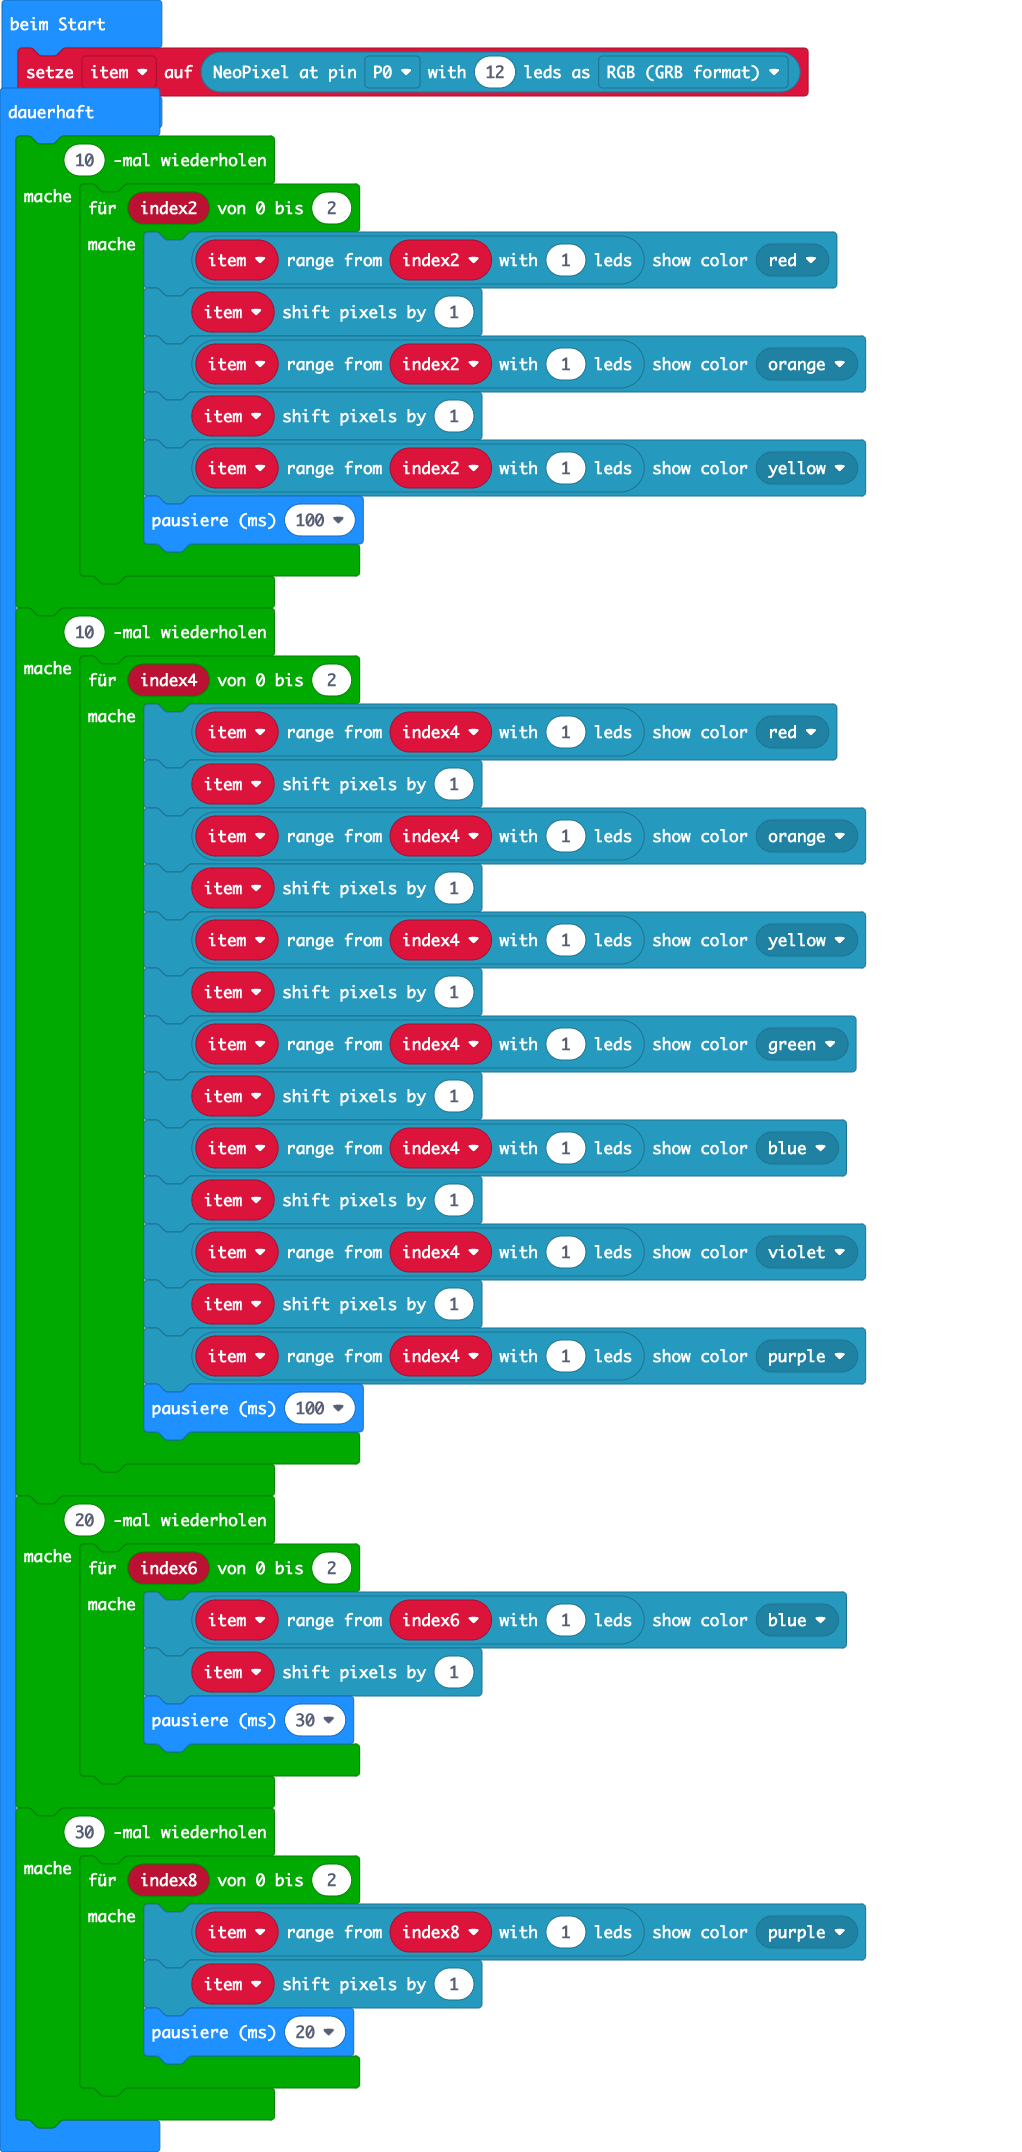 beim Start
setze item auf NeoPixel at pin P0 with 12 leds as RGB (GRB format)
dauerhaft
10 -mal wiederholen
mache für index2 von 0 bis 2
mache item range from index2 with 1 leds show color red
item shift pixels by 1
item range from index2 with 1 leds show color orange
item shift pixels by 1
item range from index2 with 1 leds show color yellow
pausiere (ms) 100
10 -mal wiederholen
mache für index4 von 0 bis 2
mache item range from index4 with 1 leds show color red
item shift pixels by 1
item range from index4 with 1 leds show color orange
item shift pixels by 1
item range from index4 with 1 leds show color yellow
item shift pixels by 1
item range from index4 with 1 leds show color green
item shift pixels by 1
item range from index4 with 1 leds show color blue
item shift pixels by 1
item range from index4 with 1 leds show color violet
item shift pixels by 1
item range from index4 with 1 leds show color purple
pausiere (ms) 100
20 -mal wiederholen
mache für index6 von 0 bis 2
mache item range from index6 with 1 leds show color blue
item shift pixels by 1
pausiere (ms) 30
30 -mal wiederholen
mache für index8 von 0 bis 2
mache item range from index8 with 1 leds show color purple
item shift pixels by 1
pausiere (ms) 20